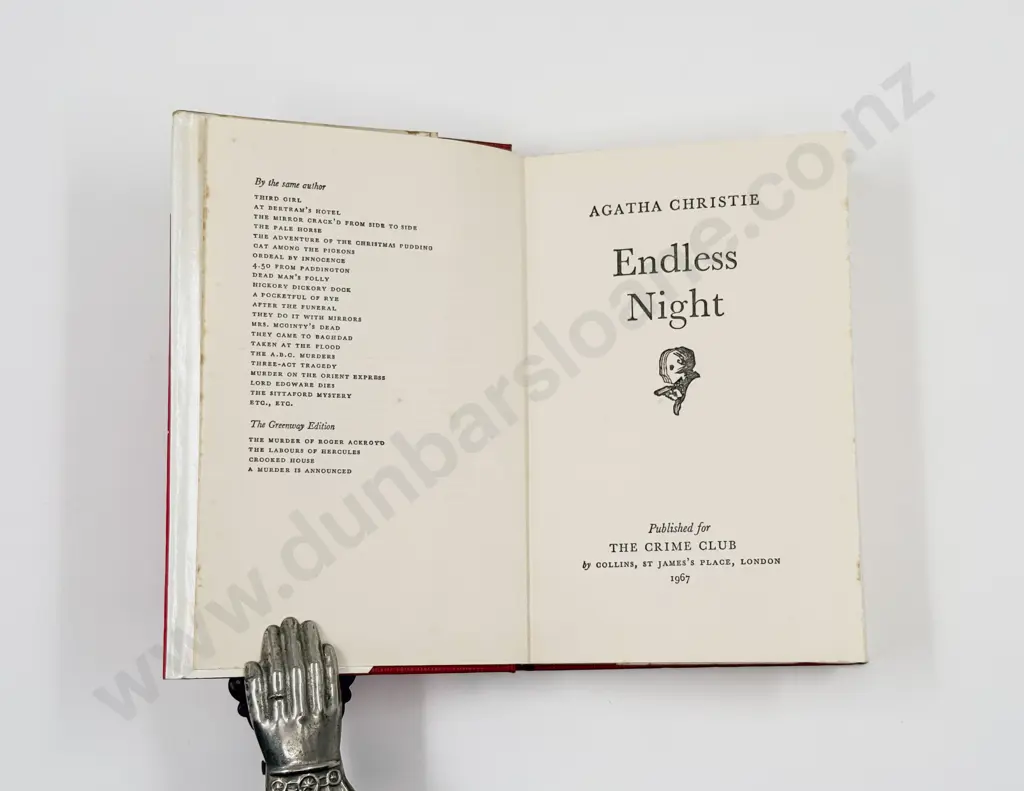 By the same author
THIRD GIRL
AT BERTRAM'S HOTEL
THE MIRROR CRACK'D FROM SIDE TO SIDE
THE PALE HORSE
THE ADVENTURE OF THE CHRISTMAS PUDDING
CAT AMONG THE PIGEONS
ORDEAL BY INNOCENCE
4.50 FROM PADDINGTON
DEAD MAN'S FOLLY
HICKORY DICKORY DOCK
A POCKETFUL OF RYE
AFTER THE FUNERAL
THEY DO IT WITH MIRRORS
MRS. MCGINTY'S DEAD
THEY CAME TO BAGHDAD
TAKEN AT THE FLOOD
THE A.B.C. MURDERS
THREE-ACT TRAGEDY
MURDER ON THE ORIENT EXPRESS
LORD EDGWARE DIES
THE SITTAFORD MYSTERY
ETC., ETC.
The Greenway Edition
THE MURDER OF ROGER ACKROYD
THE LABOURS OF HERCULES
CROOKED HOUSE
A MURDER IS ANNOUNCED
AGATHA CHRISTIE
Endless
Night
Published for
THE CRIME CLUB
by COLLINS, ST JAMES'S PLACE, LONDON
1967
www.dunbarsloane.co.nz